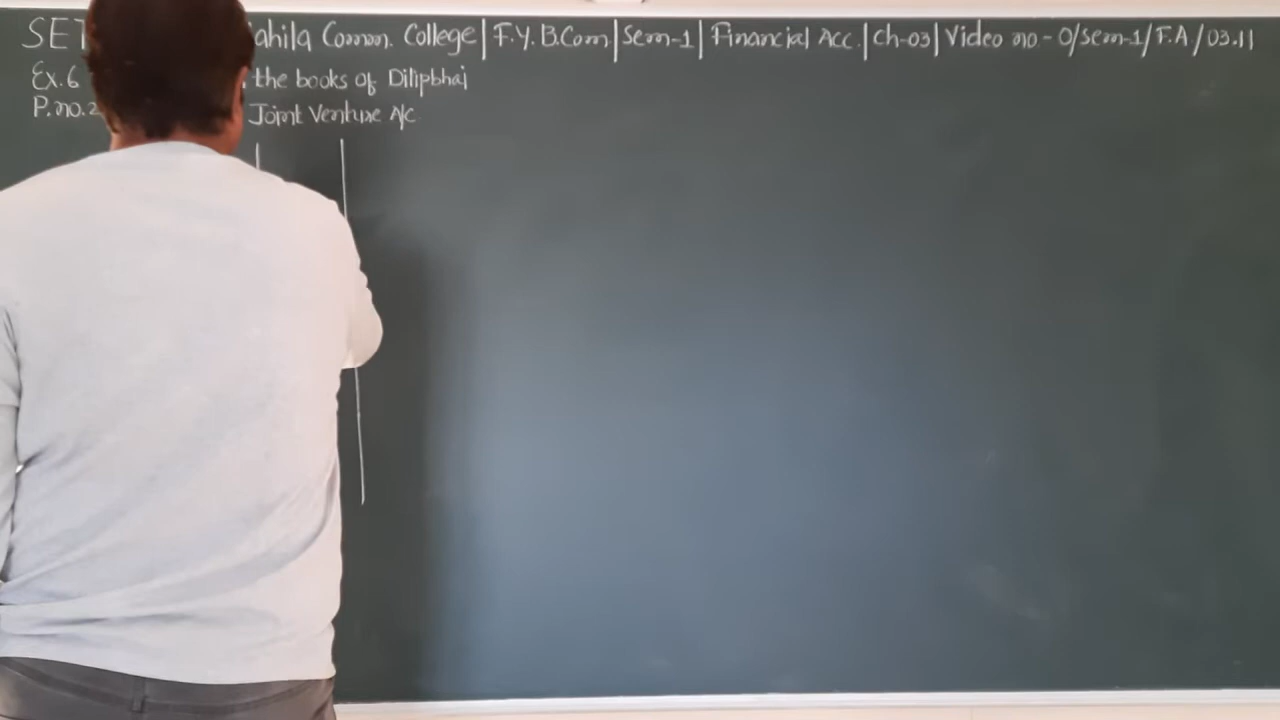 SET ahila Comm. College | F.Y. B.Com | Sem-1 | Financial Acc. | Ch-03 | Video no. - 0/Sem-1/F.A/03.11
Ex.6 the books of Dilipbhai
P.no.2 Joint Venture A/c